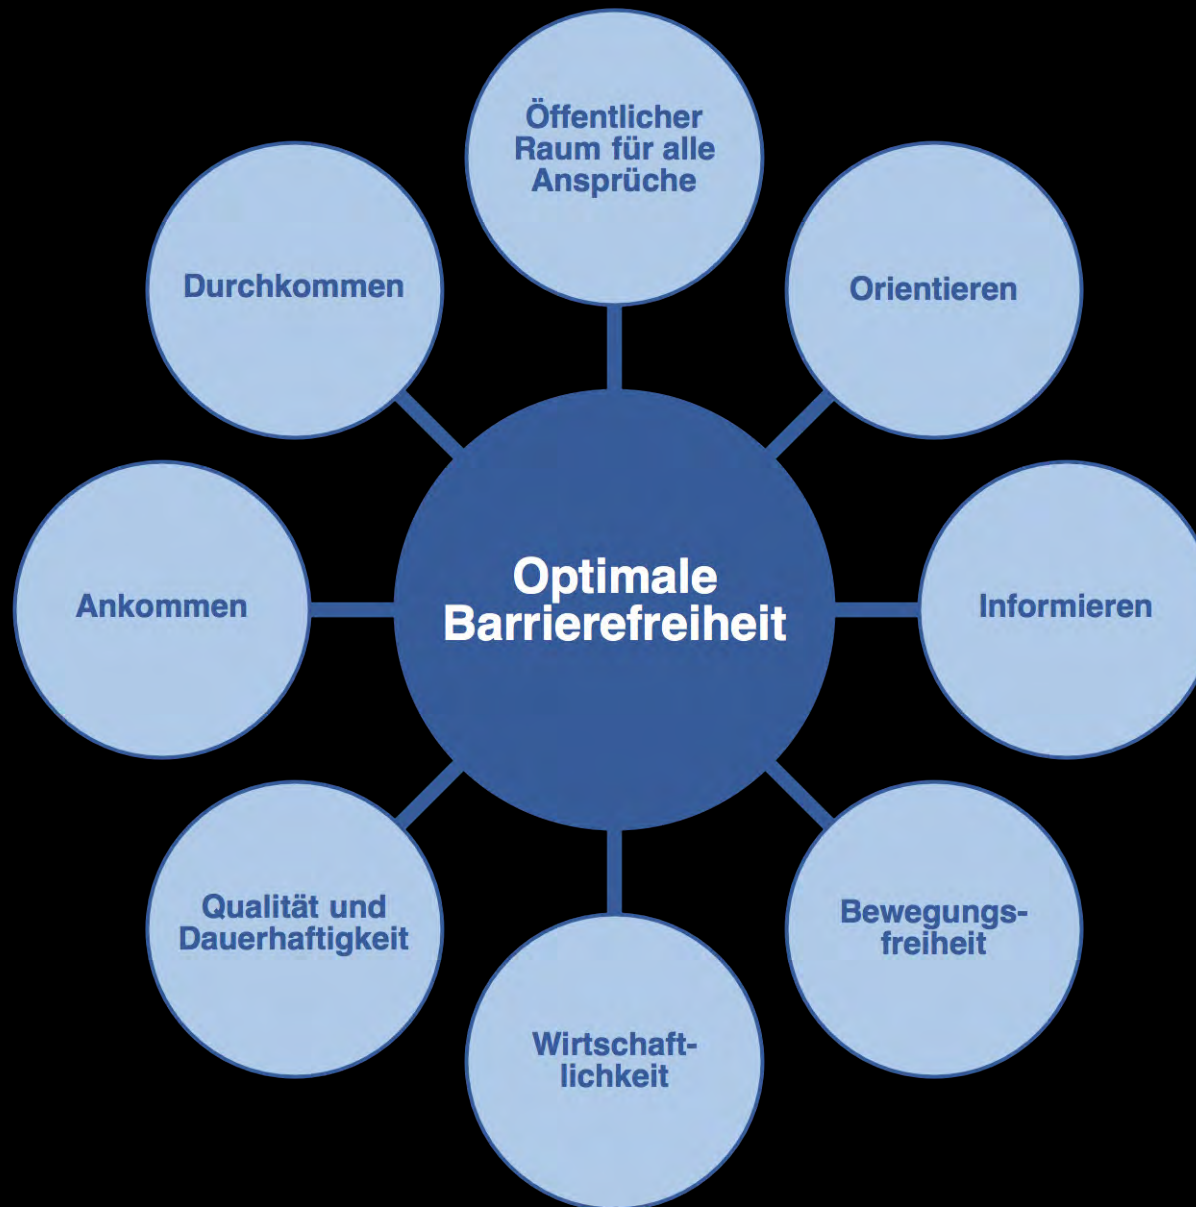 Öffentlicher
Raum für alle
Ansprüche
Orientieren
Informieren
Bewegungs-
freiheit
Wirtschaft-
lichkeit
Qualität und
Dauerhaftigkeit
Ankommen
Durchkommen
Optimale
Barrierefreiheit